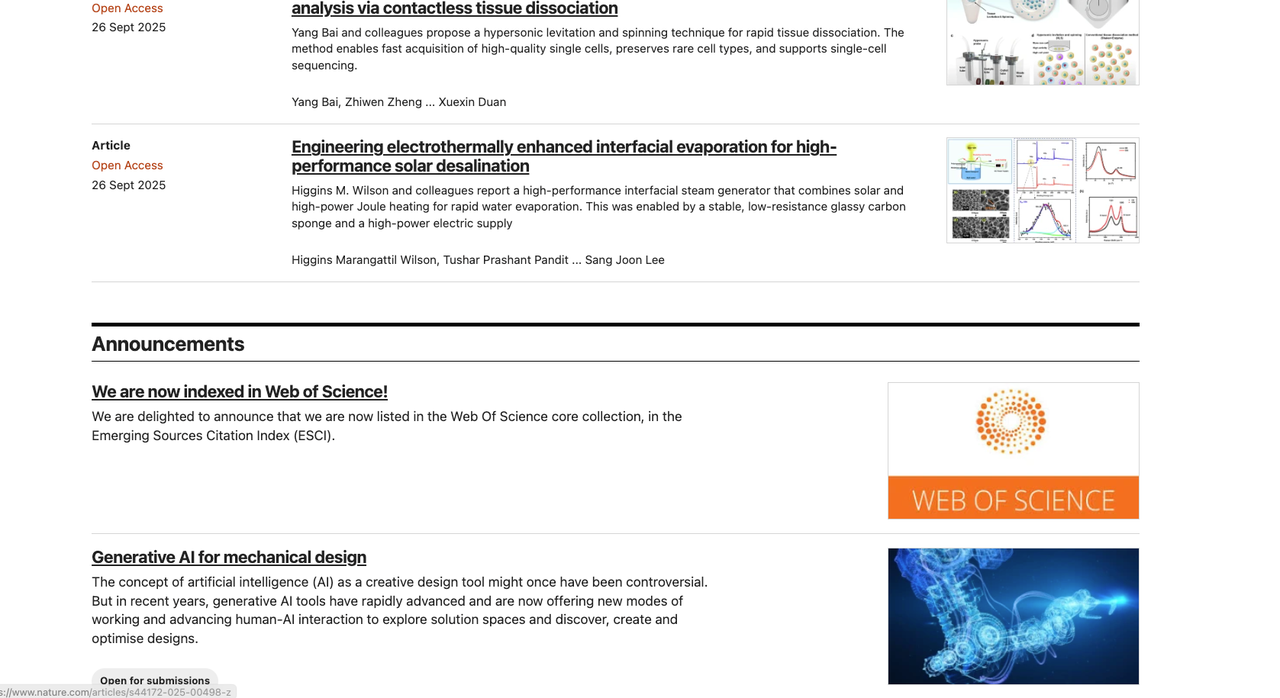 Open Access
26 Sept 2025
analysis via contactless tissue dissociation
Yang Bai and colleagues propose a hypersonic levitation and spinning technique for rapid tissue dissociation. The
method enables fast acquisition of high-quality single cells, preserves rare cell types, and supports single-cell
sequencing.
Yang Bai, Zhiwen Zheng ... Xuexin Duan
Article
Open Access
26 Sept 2025
Engineering electrothermally enhanced interfacial evaporation for high-
performance solar desalination
Higgins M. Wilson and colleagues report a high-performance interfacial steam generator that combines solar and
high-power Joule heating for rapid water evaporation. This was enabled by a stable, low-resistance glassy carbon
sponge and a high-power electric supply
Higgins Marangattil Wilson, Tushar Prashant Pandit ... Sang Joon Lee
Announcements
We are now indexed in Web of Science!
We are delighted to announce that we are now listed in the Web Of Science core collection, in the
Emerging Sources Citation Index (ESCI).
WEB OF SCIENCE
Generative AI for mechanical design
The concept of artificial intelligence (AI) as a creative design tool might once have been controversial.
But in recent years, generative AI tools have rapidly advanced and are now offering new modes of
working and advancing human-AI interaction to explore solution spaces and discover, create and
optimise designs.
Open for submissions
s://www.nature.com/articles/s44172-025-00498-z